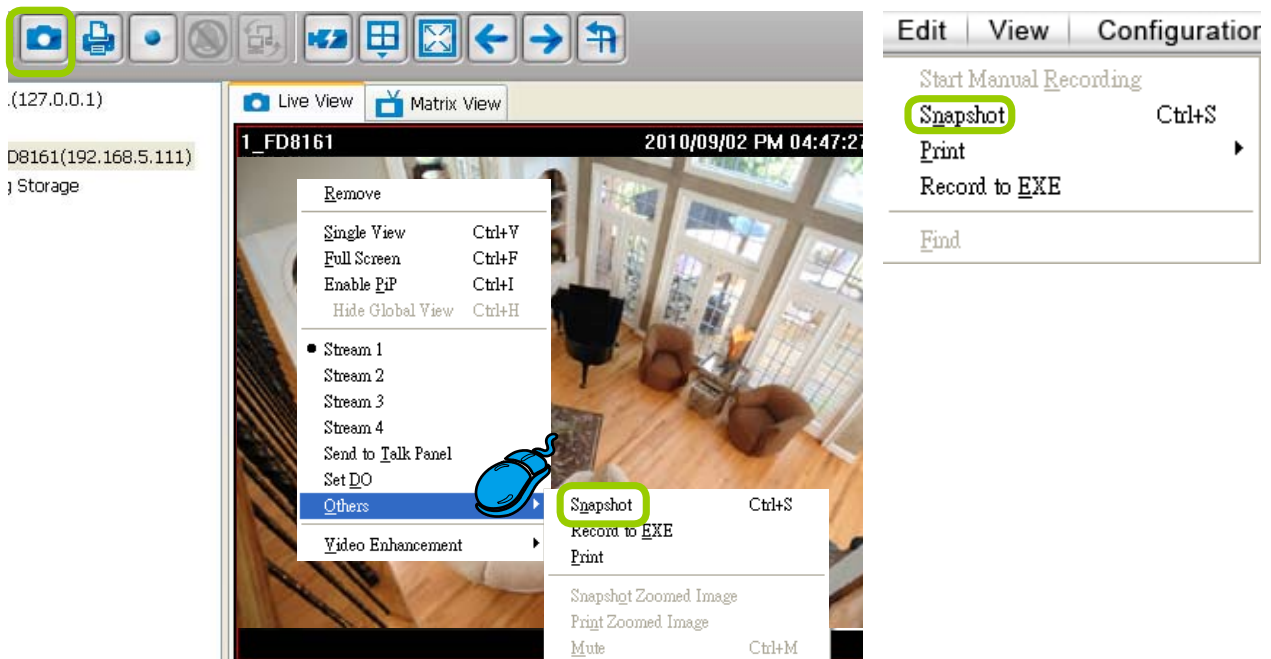 .(127.0.0.1)
D8161(192.168.5.111)
Storage
Live View Matrix View
1_FD8161 2010/09/02 PM 04:47:27
Remove
Single View Ctrl+V
Full Screen Ctrl+F
Enable PiP Ctrl+I
Hide Global View Ctrl+H
Stream 1
Stream 2
Stream 3
Stream 4
Send to Talk Panel
Set DO
Others
Video Enhancement
Snapshot Ctrl+S
Record to EXE
Print
Snapshot Zoomed Image
Print Zoomed Image
Mute Ctrl+M
Edit View Configuration
Start Manual Recording
Snapshot Ctrl+S
Print
Record to EXE
Find